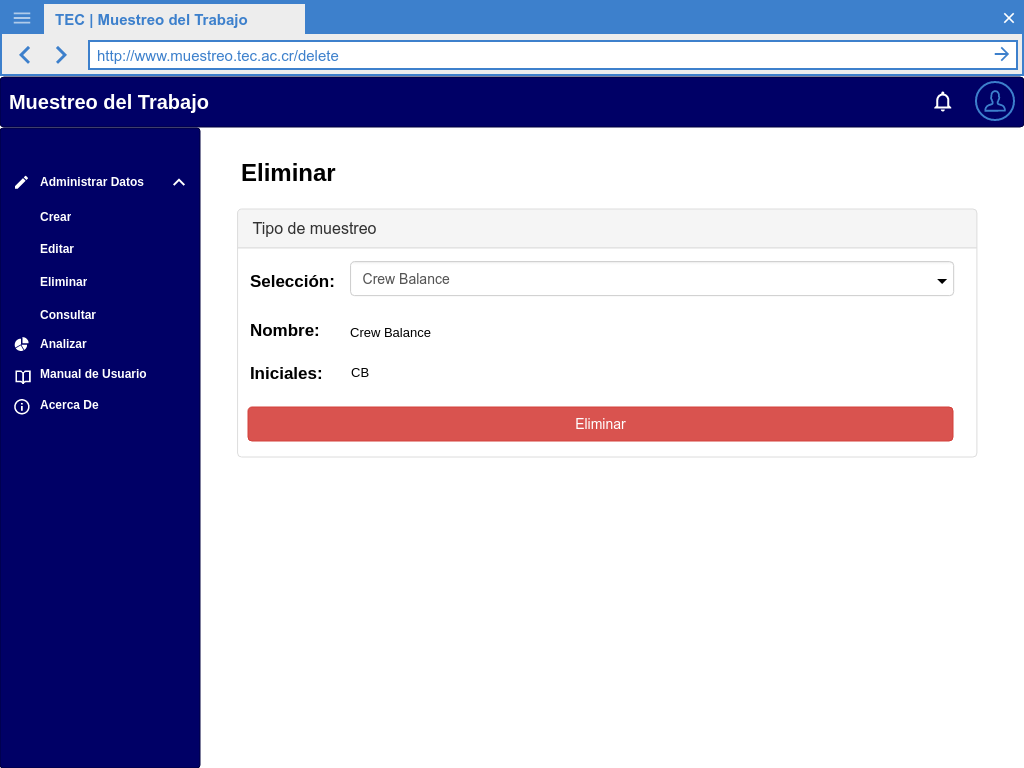 TEC | Muestreo del Trabajo
http://www.muestreo.tec.ac.cr/delete
Muestreo del Trabajo
Administrar Datos
Crear
Editar
Eliminar
Consultar
Analizar
Manual de Usuario
Acerca De
Eliminar
Tipo de muestreo
Selección: Crew Balance
Nombre: Crew Balance
Iniciales: CB
Eliminar